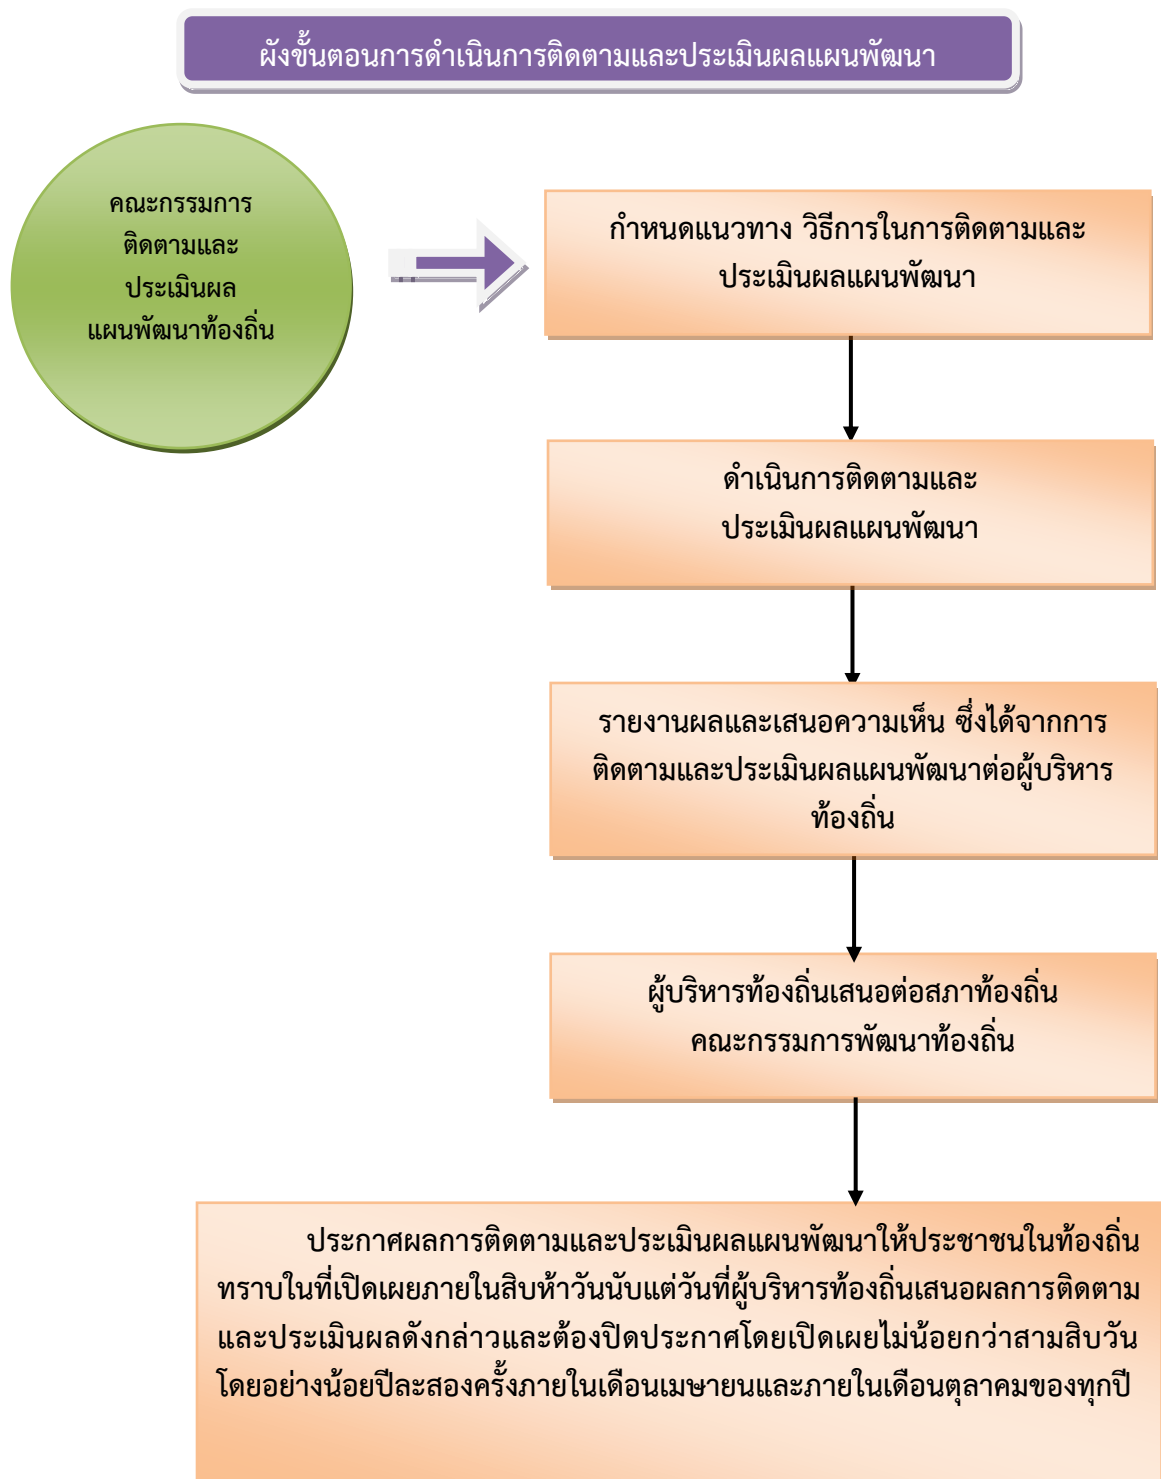 ผังขั้นตอนการดำเนินการติดตามและประเมินผลแผนพัฒนา
คณะกรรมการ
ติดตามและ
ประเมินผล
แผนพัฒนาท้องถิ่น
กำหนดแนวทาง วิธีการในการติดตามและ
ประเมินผลแผนพัฒนา
ดำเนินการติดตามและ
ประเมินผลแผนพัฒนา
รายงานผลและเสนอความเห็น ซึ่งได้จากการ
ติดตามและประเมินผลแผนพัฒนาต่อผู้บริหาร
ท้องถิ่น
ผู้บริหารท้องถิ่นเสนอต่อสภาท้องถิ่น
คณะกรรมการพัฒนาท้องถิ่น
ประกาศผลการติดตามและประเมินผลแผนพัฒนาให้ประชาชนในท้องถิ่น
ทราบในที่เปิดเผยภายในสิบห้าวันนับแต่วันที่ผู้บริหารท้องถิ่นเสนอผลการติดตาม
และประเมินผลดังกล่าวและต้องปิดประกาศโดยเปิดเผยไม่น้อยกว่าสามสิบวัน
โดยอย่างน้อยปีละสองครั้งภายในเดือนเมษายนและภายในเดือนตุลาคมของทุกปี